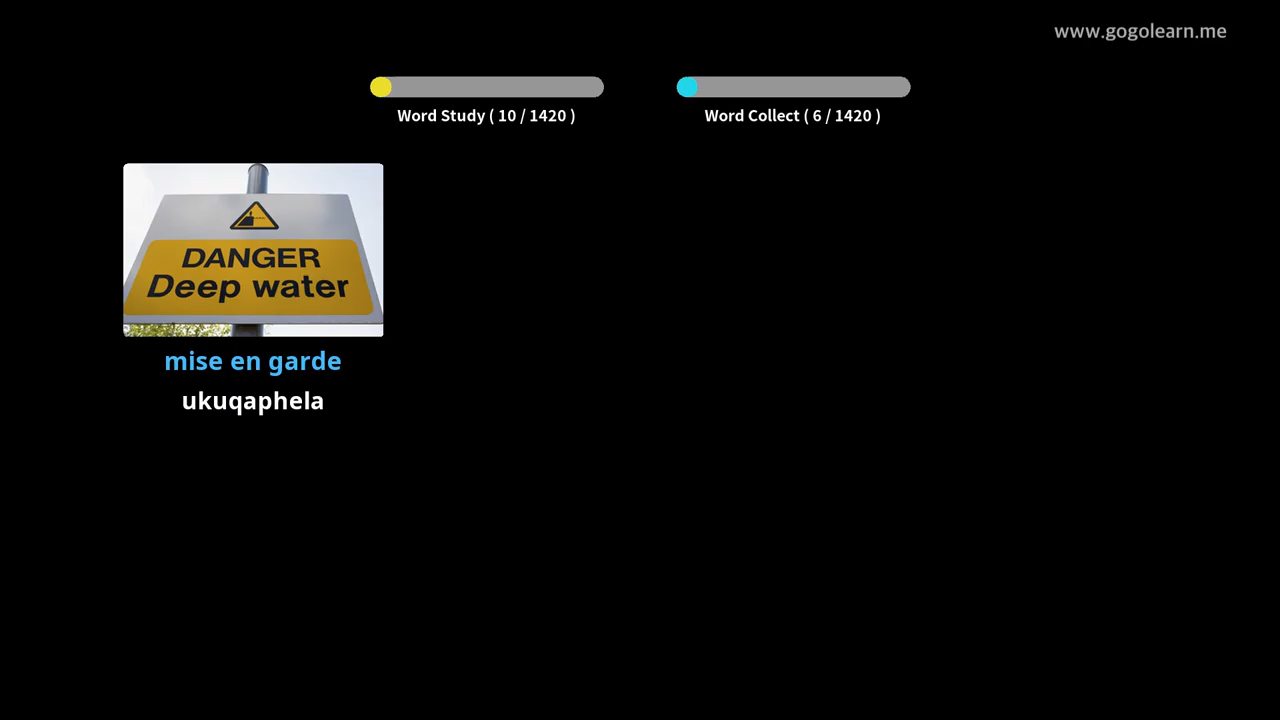 www.gogolearn.me
Word Study ( 10 / 1420 )
Word Collect ( 6 / 1420 )
DANGER
Deep water
mise en garde
ukuqaphela